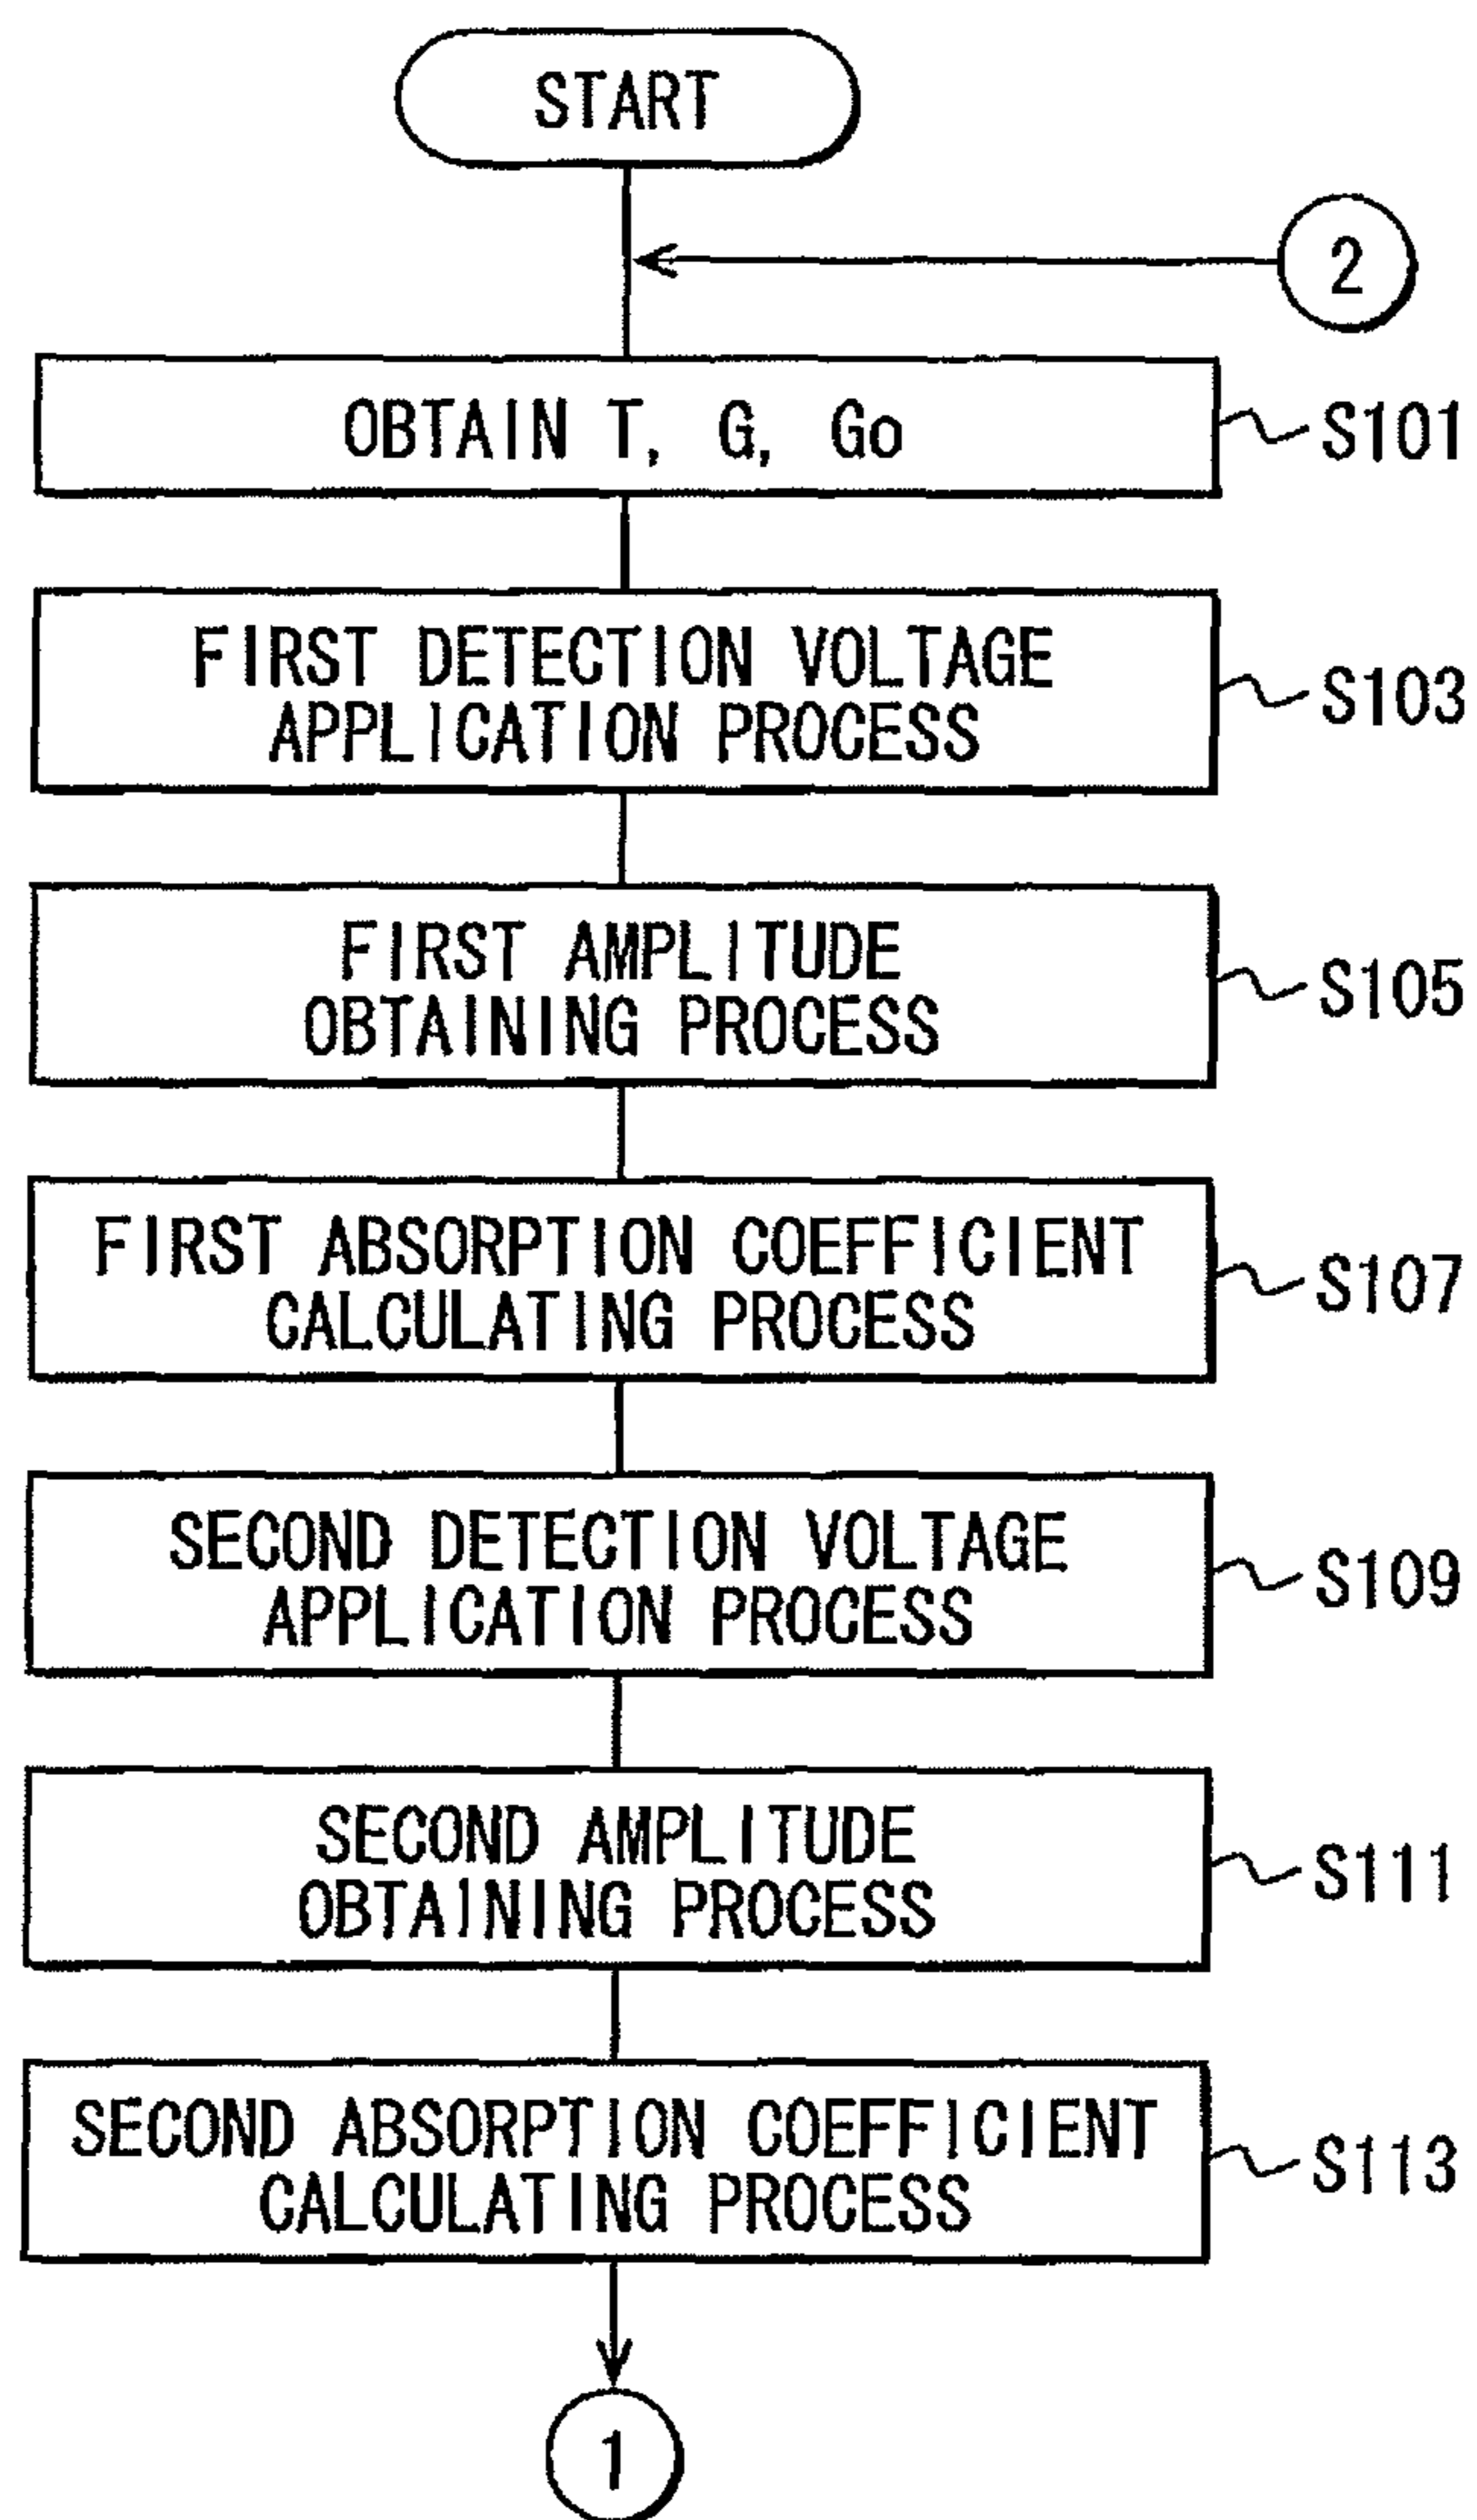 START
2
OBTAIN T, G, Go
S101
FIRST DETECTION VOLTAGE
APPLICATION PROCESS
S103
FIRST AMPLITUDE
OBTAINING PROCESS
S105
FIRST ABSORPTION COEFFICIENT
CALCULATING PROCESS
S107
SECOND DETECTION VOLTAGE
APPLICATION PROCESS
S109
SECOND AMPLITUDE
OBTAINING PROCESS
S111
SECOND ABSORPTION COEFFICIENT
CALCULATING PROCESS
S113
1